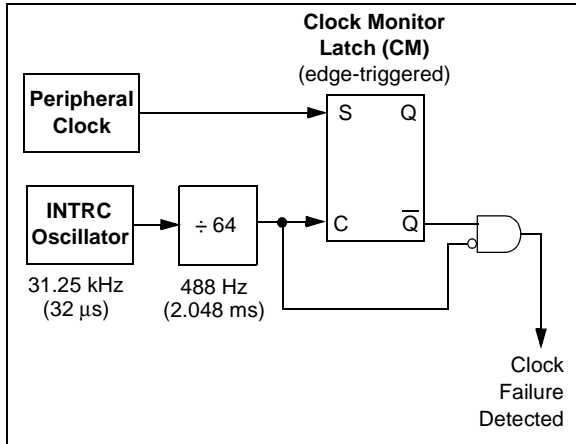 Clock Monitor
Latch (CM)
(edge-triggered)
Peripheral
Clock
S Q
INTRC
Oscillator
÷ 64
C Q̅
31.25 kHz
(32 μs)
488 Hz
(2.048 ms)
Clock
Failure
Detected